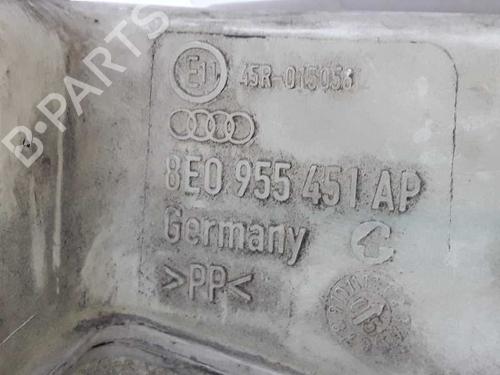 B-PARTS
E11 45R-015056
8E0 955 451 AP
Germany
>PP<